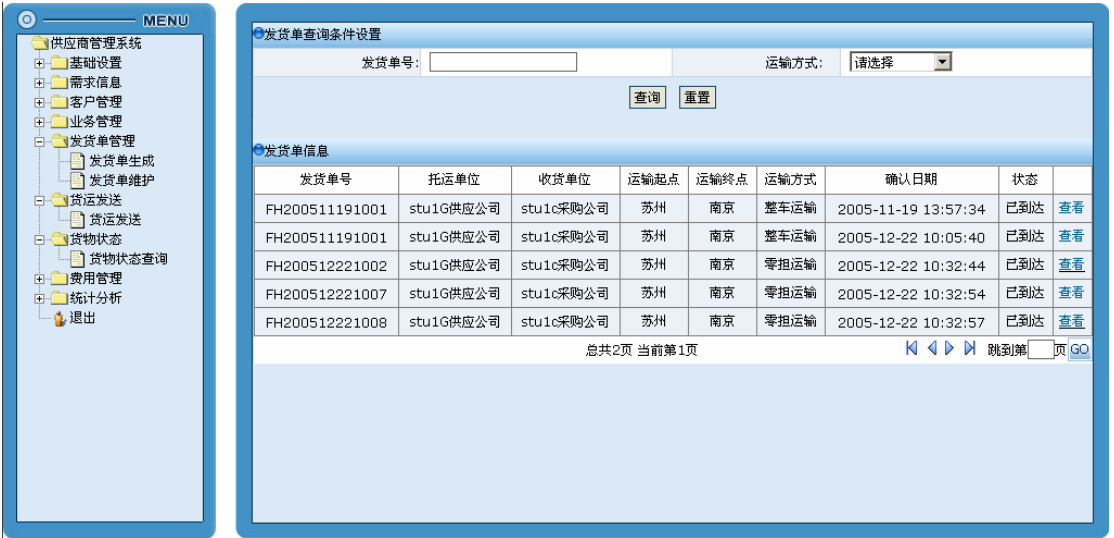 MENU
供应商管理系统
基础设置
需求信息
客户管理
业务管理
发货单管理
发货单生成
发货单维护
货运发送
货运发送
货物状态
货物状态查询
费用管理
统计分析
退出
发货单查询条件设置
发货单号: 运输方式: 请选择
查询 重置
发货单信息
发货单号 托运单位 收货单位 运输起点 运输终点 运输方式 确认日期 状态
FH200511191001 stu1G供应公司 stu1c采购公司 苏州 南京 整车运输 2005-11-19 13:57:34 已到达 查看
FH200511191001 stu1G供应公司 stu1c采购公司 苏州 南京 整车运输 2005-12-22 10:05:40 已到达 查看
FH200512221002 stu1G供应公司 stu1c采购公司 苏州 南京 零担运输 2005-12-22 10:32:44 已到达 查看
FH200512221007 stu1G供应公司 stu1c采购公司 苏州 南京 零担运输 2005-12-22 10:32:54 已到达 查看
FH200512221008 stu1G供应公司 stu1c采购公司 苏州 南京 零担运输 2005-12-22 10:32:57 已到达 查看
总共2页 当前第1页 跳到第 页 GO